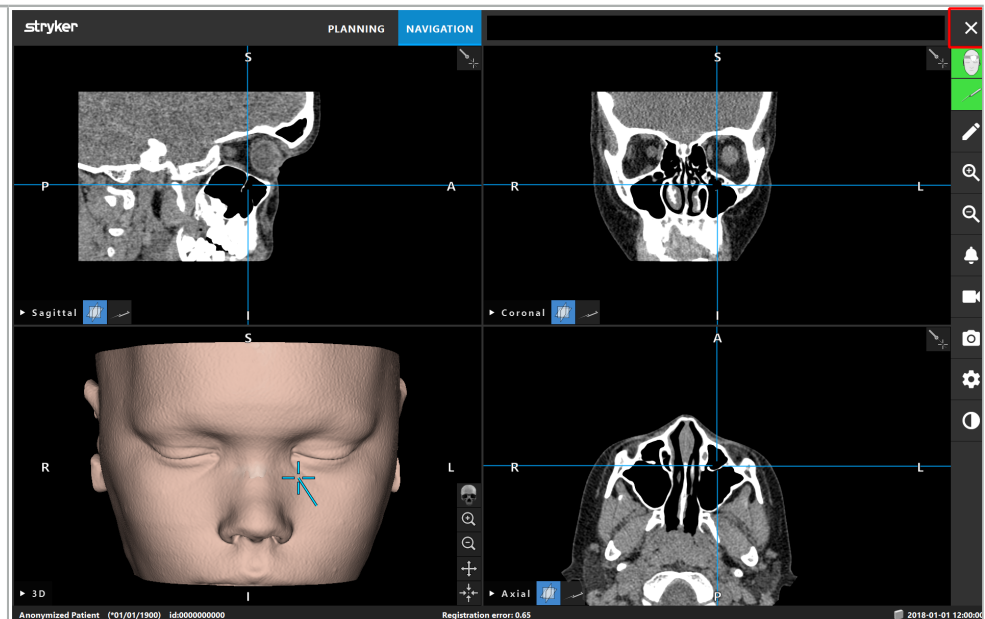 stryker
PLANNING NAVIGATION
S
P A
▸ Sagittal
I
S
R L
▸ Coronal
I
S
R L
▸ 3D
I
A
R L
▸ Axial
P
Anonymized Patient (*01/01/1900) id:0000000000 Registration error: 0.65 2018-01-01 12:00:00